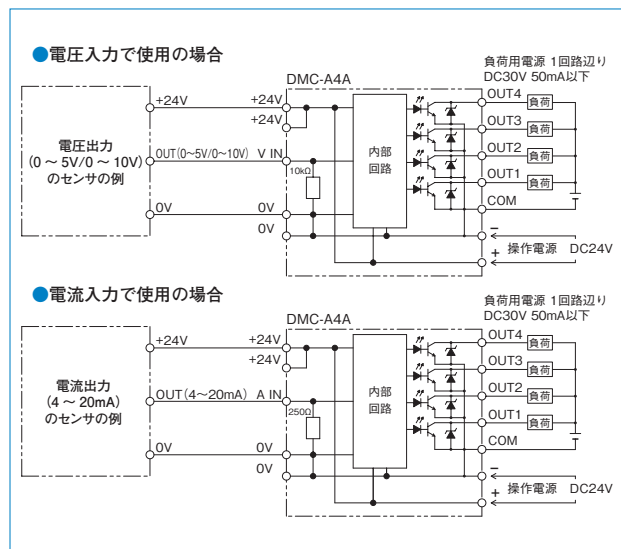 ●電圧入力で使用の場合
負荷用電源 1回路辺り
DC30V 50mA以下
DMC-A4A
+24V
+24V
+24V
電圧出力
(0 ~ 5V/0 ~ 10V)
のセンサの例
OUT(0~5V/0~10V)
V IN
10kΩ
0V
0V
0V
内部
回路
OUT4
負荷
OUT3
負荷
OUT2
負荷
OUT1
負荷
COM
−
+
操作電源 DC24V
●電流入力で使用の場合
負荷用電源 1回路辺り
DC30V 50mA以下
DMC-A4A
+24V
+24V
+24V
電流出力
(4 ~ 20mA)
のセンサの例
OUT(4~20mA)
A IN
250Ω
0V
0V
0V
内部
回路
OUT4
負荷
OUT3
負荷
OUT2
負荷
OUT1
負荷
COM
−
+
操作電源 DC24V